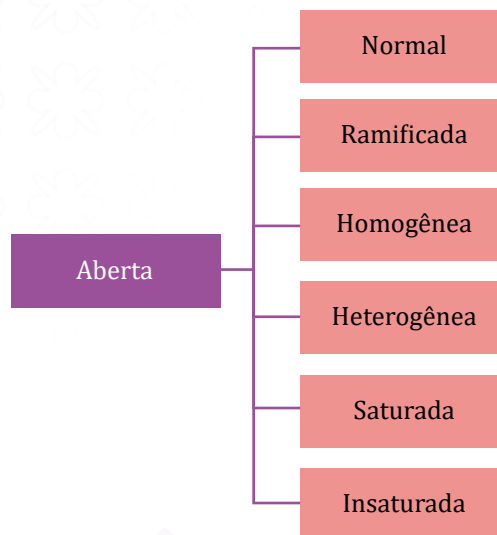 Normal
Ramificada
Homogênea
Aberta
Heterogênea
Saturada
Insaturada